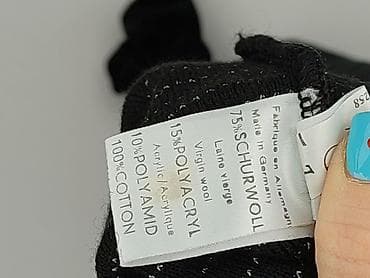 Fabriqué en Allemagne
Made in Germany
75%SCHURWOLL
Laine vierge
Virgin wool
15%POLYACRYL
Acrylic Acrylique
10%POLYAMID
100%COTTON
258